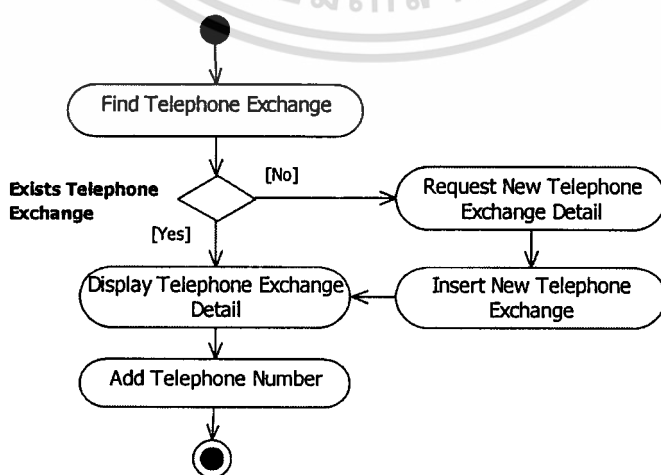 Find Telephone Exchange
Exists Telephone
Exchange
[No]
[Yes]
Request New Telephone
Exchange Detail
Display Telephone Exchange
Detail
Insert New Telephone
Exchange
Add Telephone Number